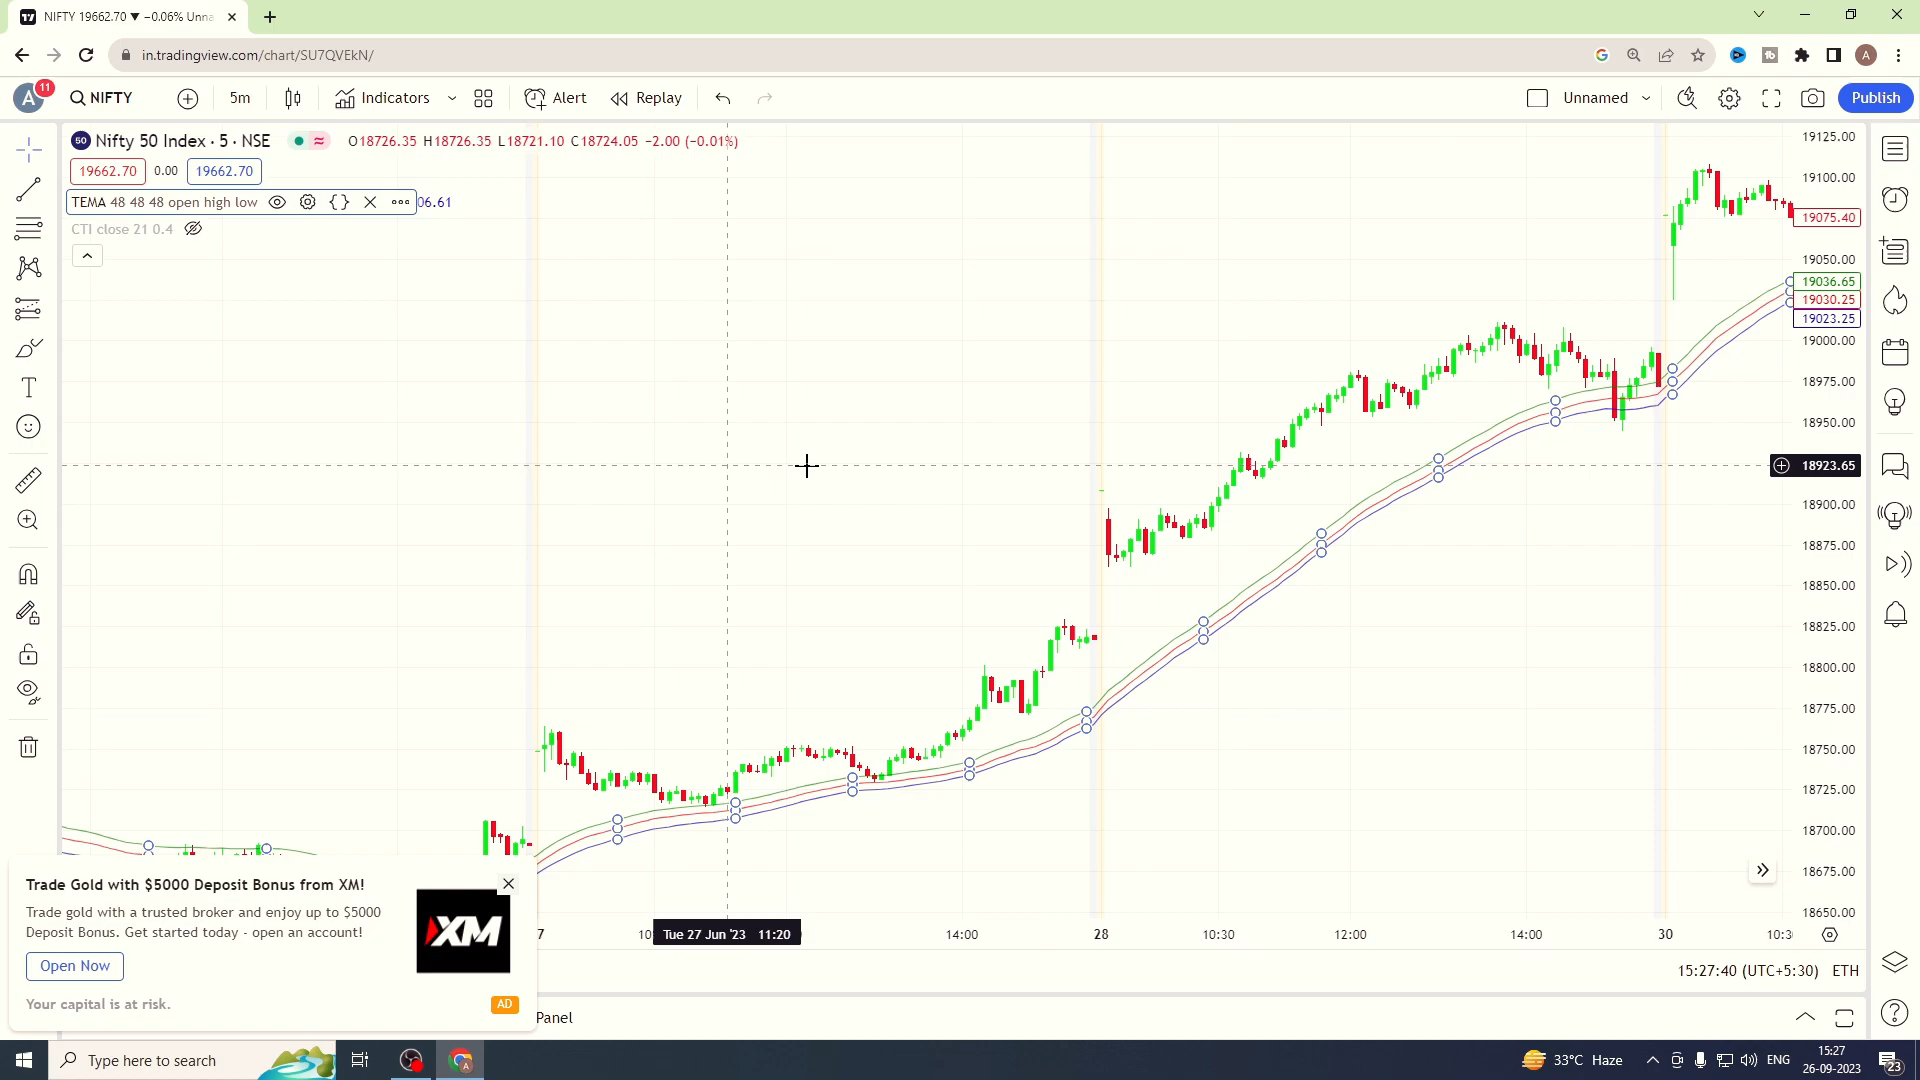 NIFTY 19662.70 ▼ −0.06% Unna
in.tradingview.com/chart/SU7QVEkN/
A 11 NIFTY 5m Indicators Alert Replay Unnamed Publish
50 Nifty 50 Index · 5 · NSE O18726.35 H18726.35 L18721.10 C18724.05 −2.00 (−0.01%)
19662.70 0.00 19662.70
TEMA 48 48 48 open high low 06.61
CTI close 21 0.4
19125.00
19100.00
19075.40
19050.00
19036.65
19030.25
19023.25
19000.00
18975.00
18950.00
18923.65
18900.00
18875.00
18850.00
18825.00
18800.00
18775.00
18750.00
18725.00
18700.00
18675.00
18650.00
7 10: Tue 27 Jun '23 11:20 14:00 28 10:30 12:00 14:00 30 10:3
15:27:40 (UTC+5:30) ETH
Trade Gold with $5000 Deposit Bonus from XM!
Trade gold with a trusted broker and enjoy up to $5000
Deposit Bonus. Get started today - open an account!
XM
Open Now
Your capital is at risk.
AD
Panel
Type here to search
33°C Haze
ENG
15:27
26-09-2023
23